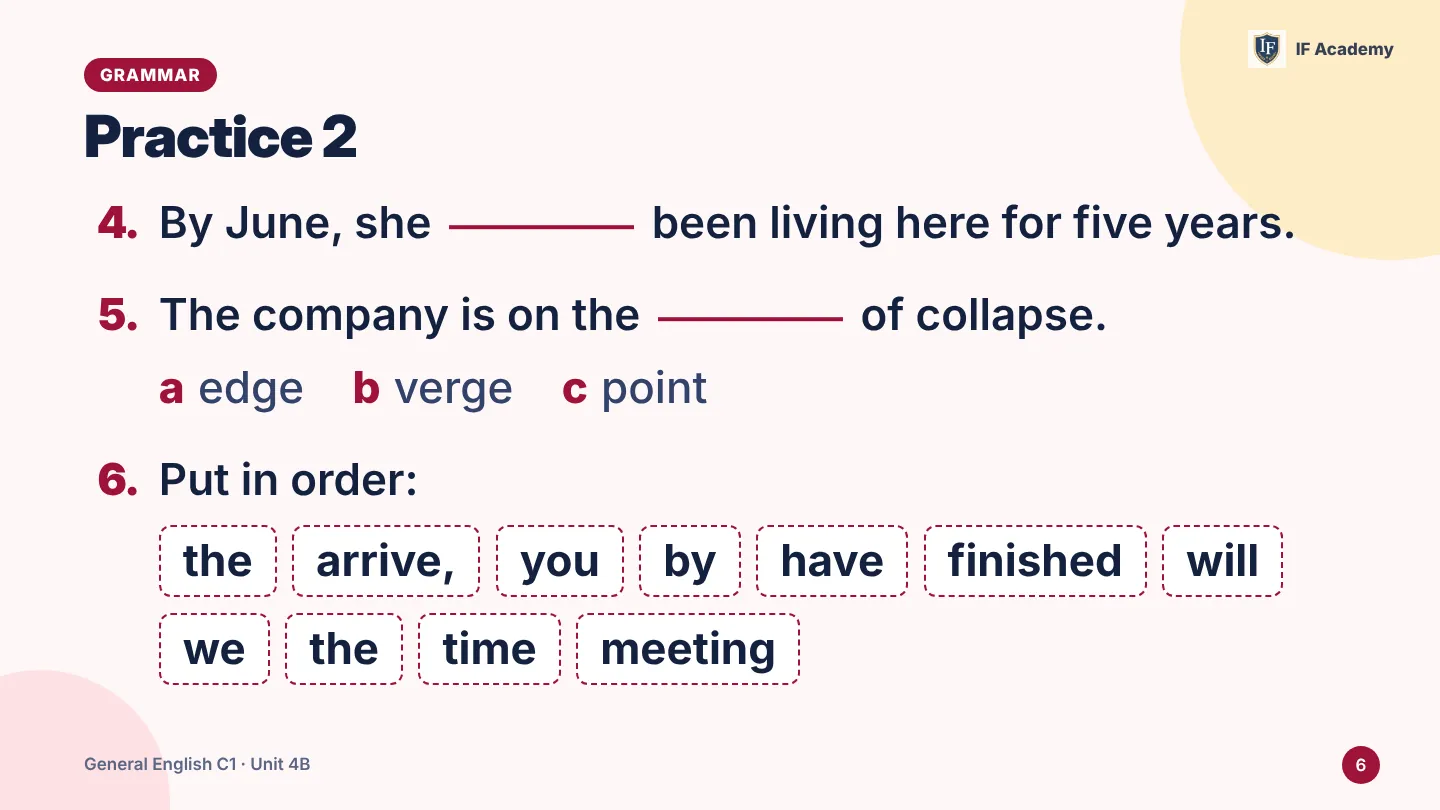 IF Academy
GRAMMAR
Practice 2
4. By June, she ________ been living here for five years.
5. The company is on the ________ of collapse.
a edge b verge c point
6. Put in order:
the arrive, you by have finished will
we the time meeting
General English C1 · Unit 4B
6